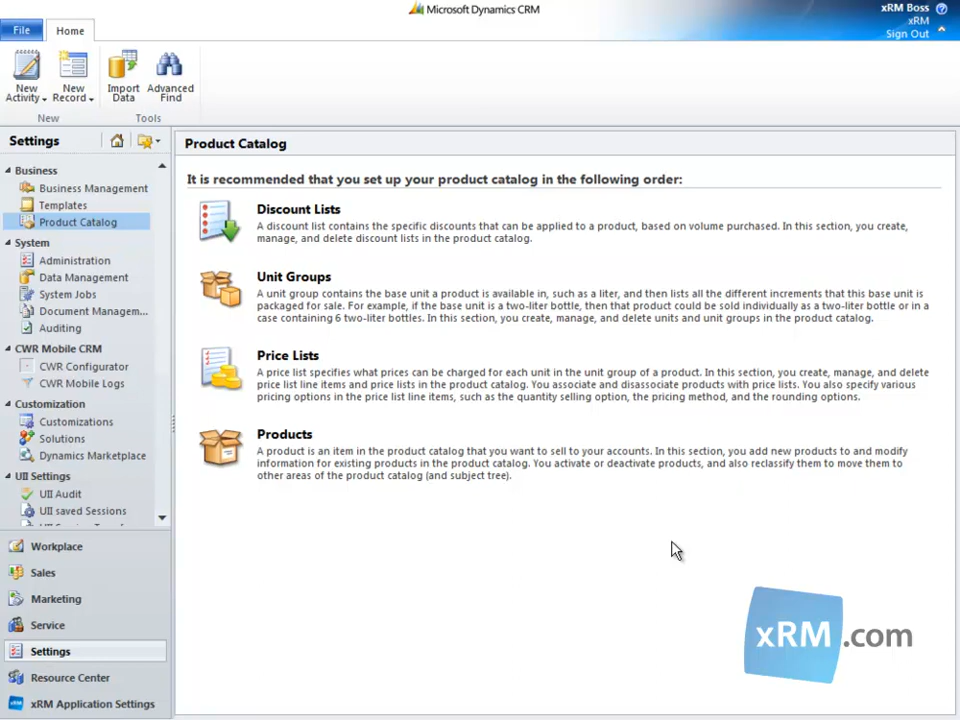 Microsoft Dynamics CRM
xRM Boss
xRM
Sign Out
File
Home
New Activity
New Record
Import Data
Advanced Find
New
Tools
Settings
Business
Business Management
Templates
Product Catalog
System
Administration
Data Management
System Jobs
Document Managem...
Auditing
CWR Mobile CRM
CWR Configurator
CWR Mobile Logs
Customization
Customizations
Solutions
Dynamics Marketplace
UII Settings
UII Audit
UII saved Sessions
Workplace
Sales
Marketing
Service
Settings
Resource Center
xRM Application Settings
Product Catalog
It is recommended that you set up your product catalog in the following order:
Discount Lists
A discount list contains the specific discounts that can be applied to a product, based on volume purchased. In this section, you create,
manage, and delete discount lists in the product catalog.
Unit Groups
A unit group contains the base unit a product is available in, such as a liter, and then lists all the different increments that this base unit is
packaged for sale. For example, if the base unit is a two-liter bottle, then that product could be sold individually as a two-liter bottle or in a
case containing 6 two-liter bottles. In this section, you create, manage, and delete units and unit groups in the product catalog.
Price Lists
A price list specifies what prices can be charged for each unit in the unit group of a product. In this section, you create, manage, and delete
price list line items and price lists in the product catalog. You associate and disassociate products with price lists. You also specify various
pricing options in the price list line items, such as the quantity selling option, the pricing method, and the rounding options.
Products
A product is an item in the product catalog that you want to sell to your accounts. In this section, you add new products to and modify
information for existing products in the product catalog. You activate or deactivate products, and also reclassify them to move them to
other areas of the product catalog (and subject tree).
xRM.com